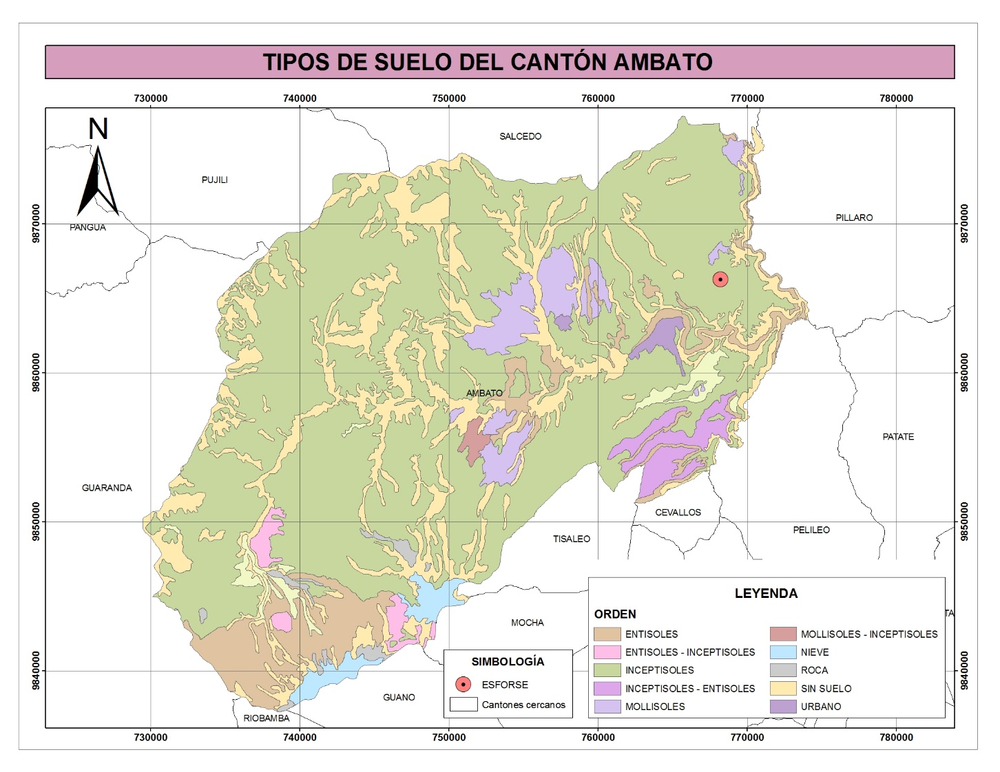 TIPOS DE SUELO DEL CANTÓN AMBATO
730000 740000 750000 760000 770000 780000
N
SALCEDO
PUJILI
PANGUA
PILLARO
9870000 9870000
9860000 9860000
AMBATO
PATATE
GUARANDA
CEVALLOS
PELILEO
TISALEO
9850000 9850000
MOCHA
TA
GUANO
RIOBAMBA
9840000 9840000
SIMBOLOGÍA
ESFORSE
Cantones cercanos
LEYENDA
ORDEN
ENTISOLES
ENTISOLES - INCEPTISOLES
INCEPTISOLES
INCEPTISOLES - ENTISOLES
MOLLISOLES
MOLLISOLES - INCEPTISOLES
NIEVE
ROCA
SIN SUELO
URBANO
730000 740000 750000 760000 770000 780000